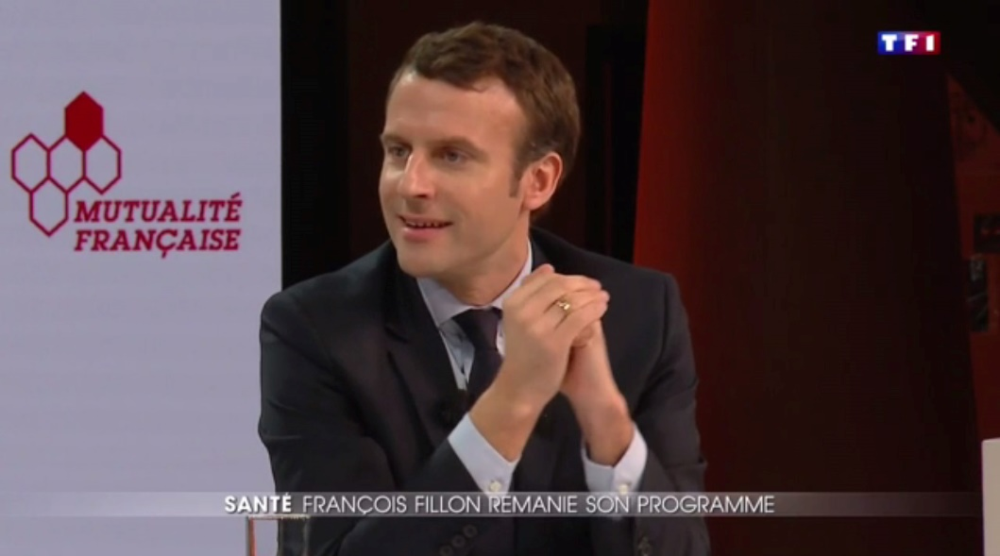 TF1
MUTUALITÉ
FRANÇAISE
SANTÉ FRANÇOIS FILLON REMANIE SON PROGRAMME